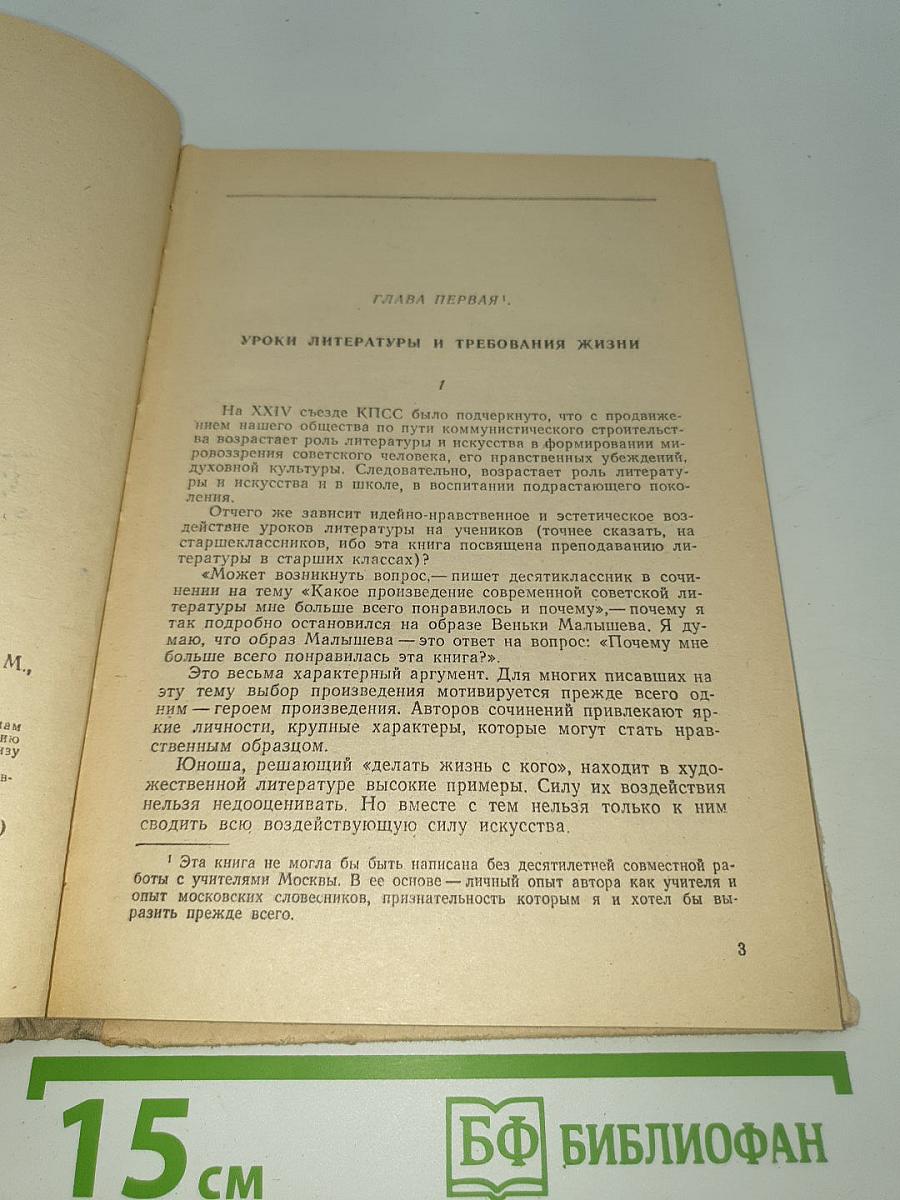 М.,
ам
ию
изу
в-
)
ГЛАВА ПЕРВАЯ¹.
УРОКИ ЛИТЕРАТУРЫ И ТРЕБОВАНИЯ ЖИЗНИ
1
На XXIV съезде КПСС было подчеркнуто, что с продвиже-
нием нашего общества по пути коммунистического строительст-
ва возрастает роль литературы и искусства в формировании ми-
ровоззрения советского человека, его нравственных убеждений,
духовной культуры. Следовательно, возрастает роль литерату-
ры и искусства и в школе, в воспитании подрастающего поко-
ления.
Отчего же зависит идейно-нравственное и эстетическое воз-
действие уроков литературы на учеников (точнее сказать, на
старшеклассников, ибо эта книга посвящена преподаванию ли-
тературы в старших классах)?
«Может возникнуть вопрос,— пишет десятиклассник в сочи-
нении на тему «Какое произведение современной советской ли-
тературы мне больше всего понравилось и почему»,— почему я
так подробно остановился на образе Веньки Малышева. Я ду-
маю, что образ Малышева — это ответ на вопрос: «Почему мне
больше всего понравилась эта книга?».
Это весьма характерный аргумент. Для многих писавших на
эту тему выбор произведения мотивируется прежде всего од-
ним — героем произведения. Авторов сочинений привлекают яр-
кие личности, крупные характеры, которые могут стать нрав-
ственным образцом.
Юноша, решающий «делать жизнь с кого», находит в худо-
жественной литературе высокие примеры. Силу их воздействия
нельзя недооценивать. Но вместе с тем нельзя только к ним
сводить всю воздействующую силу искусства.
¹ Эта книга не могла бы быть написана без десятилетней совместной ра-
боты с учителями Москвы. В ее основе — личный опыт автора как учителя и
опыт московских словесников, признательность которым я и хотел бы вы-
разить прежде всего.
3
15 см
БФ БИБЛИОФАН